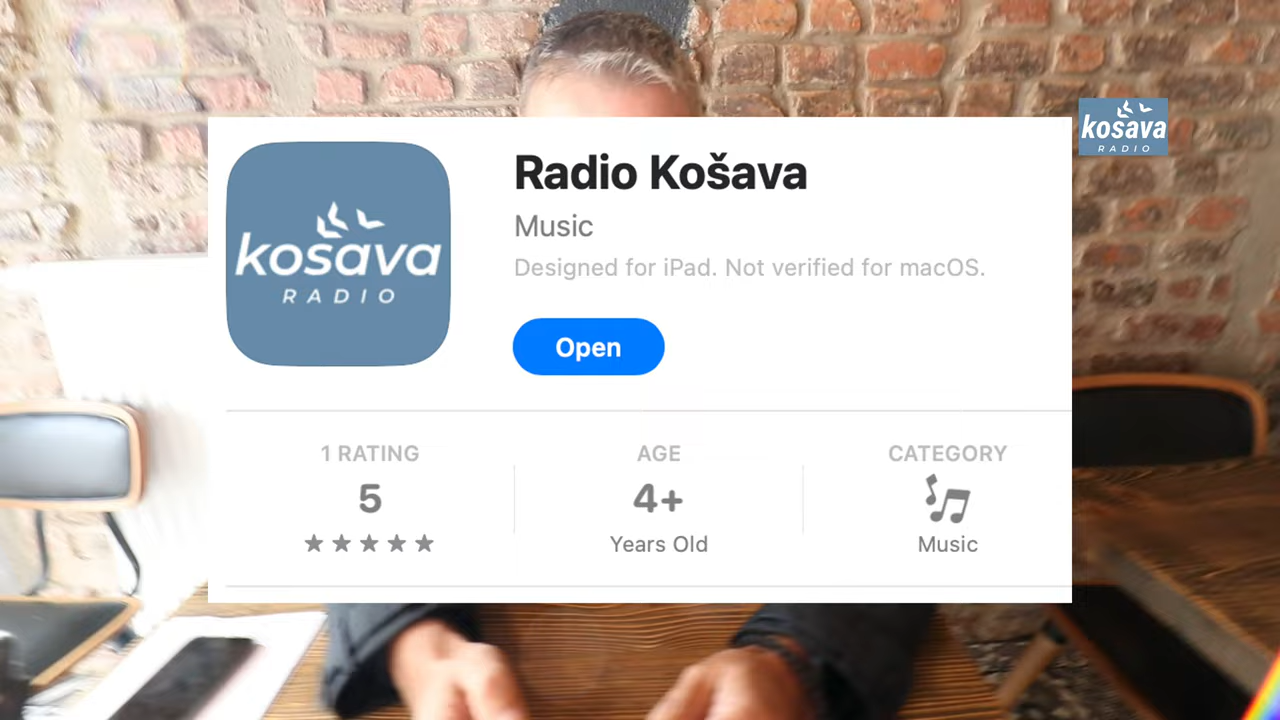 Radio Košava
Music
Designed for iPad. Not verified for macOS.
košava
RADIO
Open
1 RATING
5
AGE
4+
Years Old
CATEGORY
Music
košava
RADIO